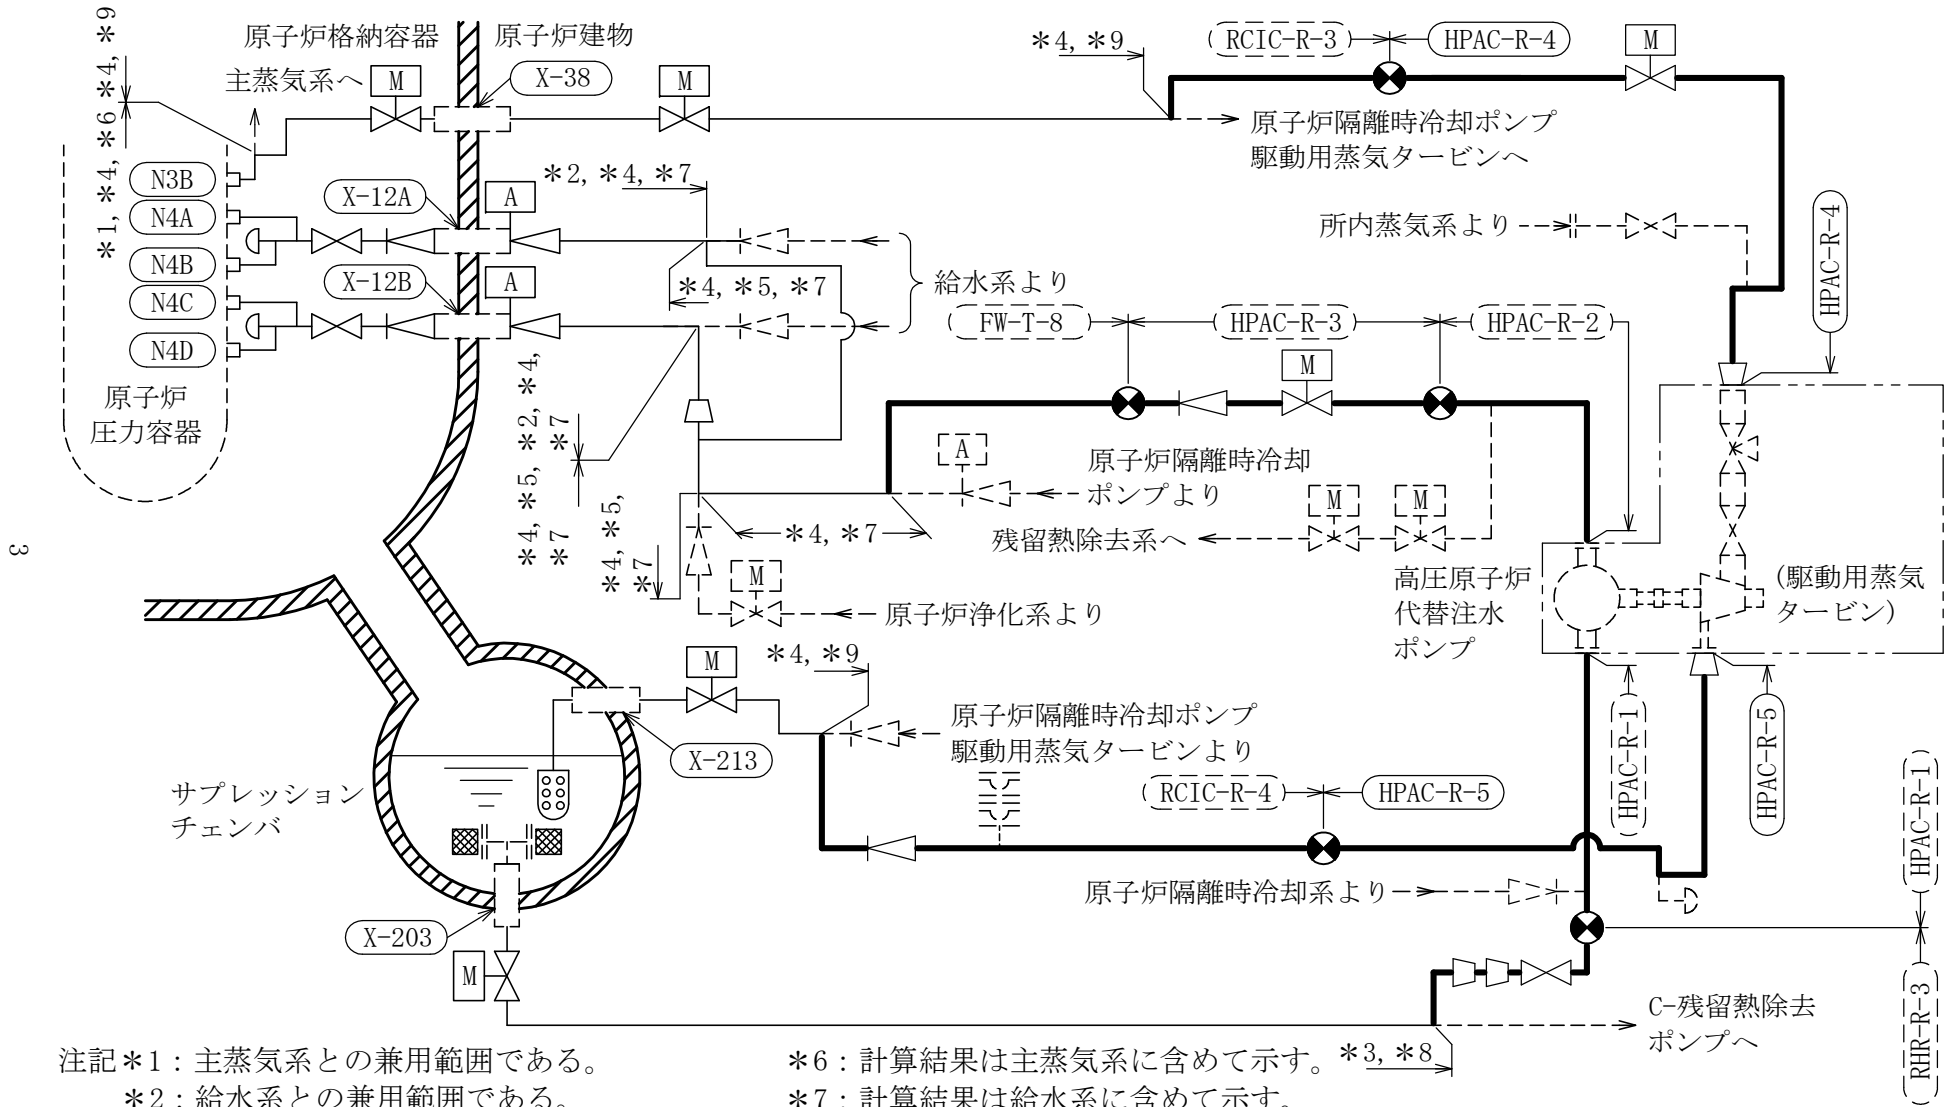 原子炉格納容器
原子炉建物
主蒸気系へ
M
X-38
M
*4, *9
RCIC-R-3
HPAC-R-4
M
原子炉隔離時冷却ポンプ
駆動用蒸気タービンへ
*1, *4, *6
*4, *9
N3B
N4A
N4B
N4C
N4D
原子炉
圧力容器
X-12A
A
X-12B
A
*2, *4, *7
*4, *5, *7
給水系より
所内蒸気系より
HPAC-R-4
FW-T-8
HPAC-R-3
HPAC-R-2
M
*2, *4,
*7
*4, *5,
*7
*4, *5,
*7
*4, *7
A
原子炉隔離時冷却
ポンプより
M
M
残留熱除去系へ
M
原子炉浄化系より
高圧原子炉
代替注水
ポンプ
(駆動用蒸気
タービン)
3
M
*4, *9
原子炉隔離時冷却ポンプ
駆動用蒸気タービンより
X-213
HPAC-R-1
HPAC-R-5
サプレッション
チェンバ
RCIC-R-4
HPAC-R-5
HPAC-R-1
原子炉隔離時冷却系より
X-203
M
RHR-R-3
C-残留熱除去
ポンプへ
*3, *8
注記*1：主蒸気系との兼用範囲である。
*2：給水系との兼用範囲である。
*6：計算結果は主蒸気系に含めて示す。
*7：計算結果は給水系に含めて示す。